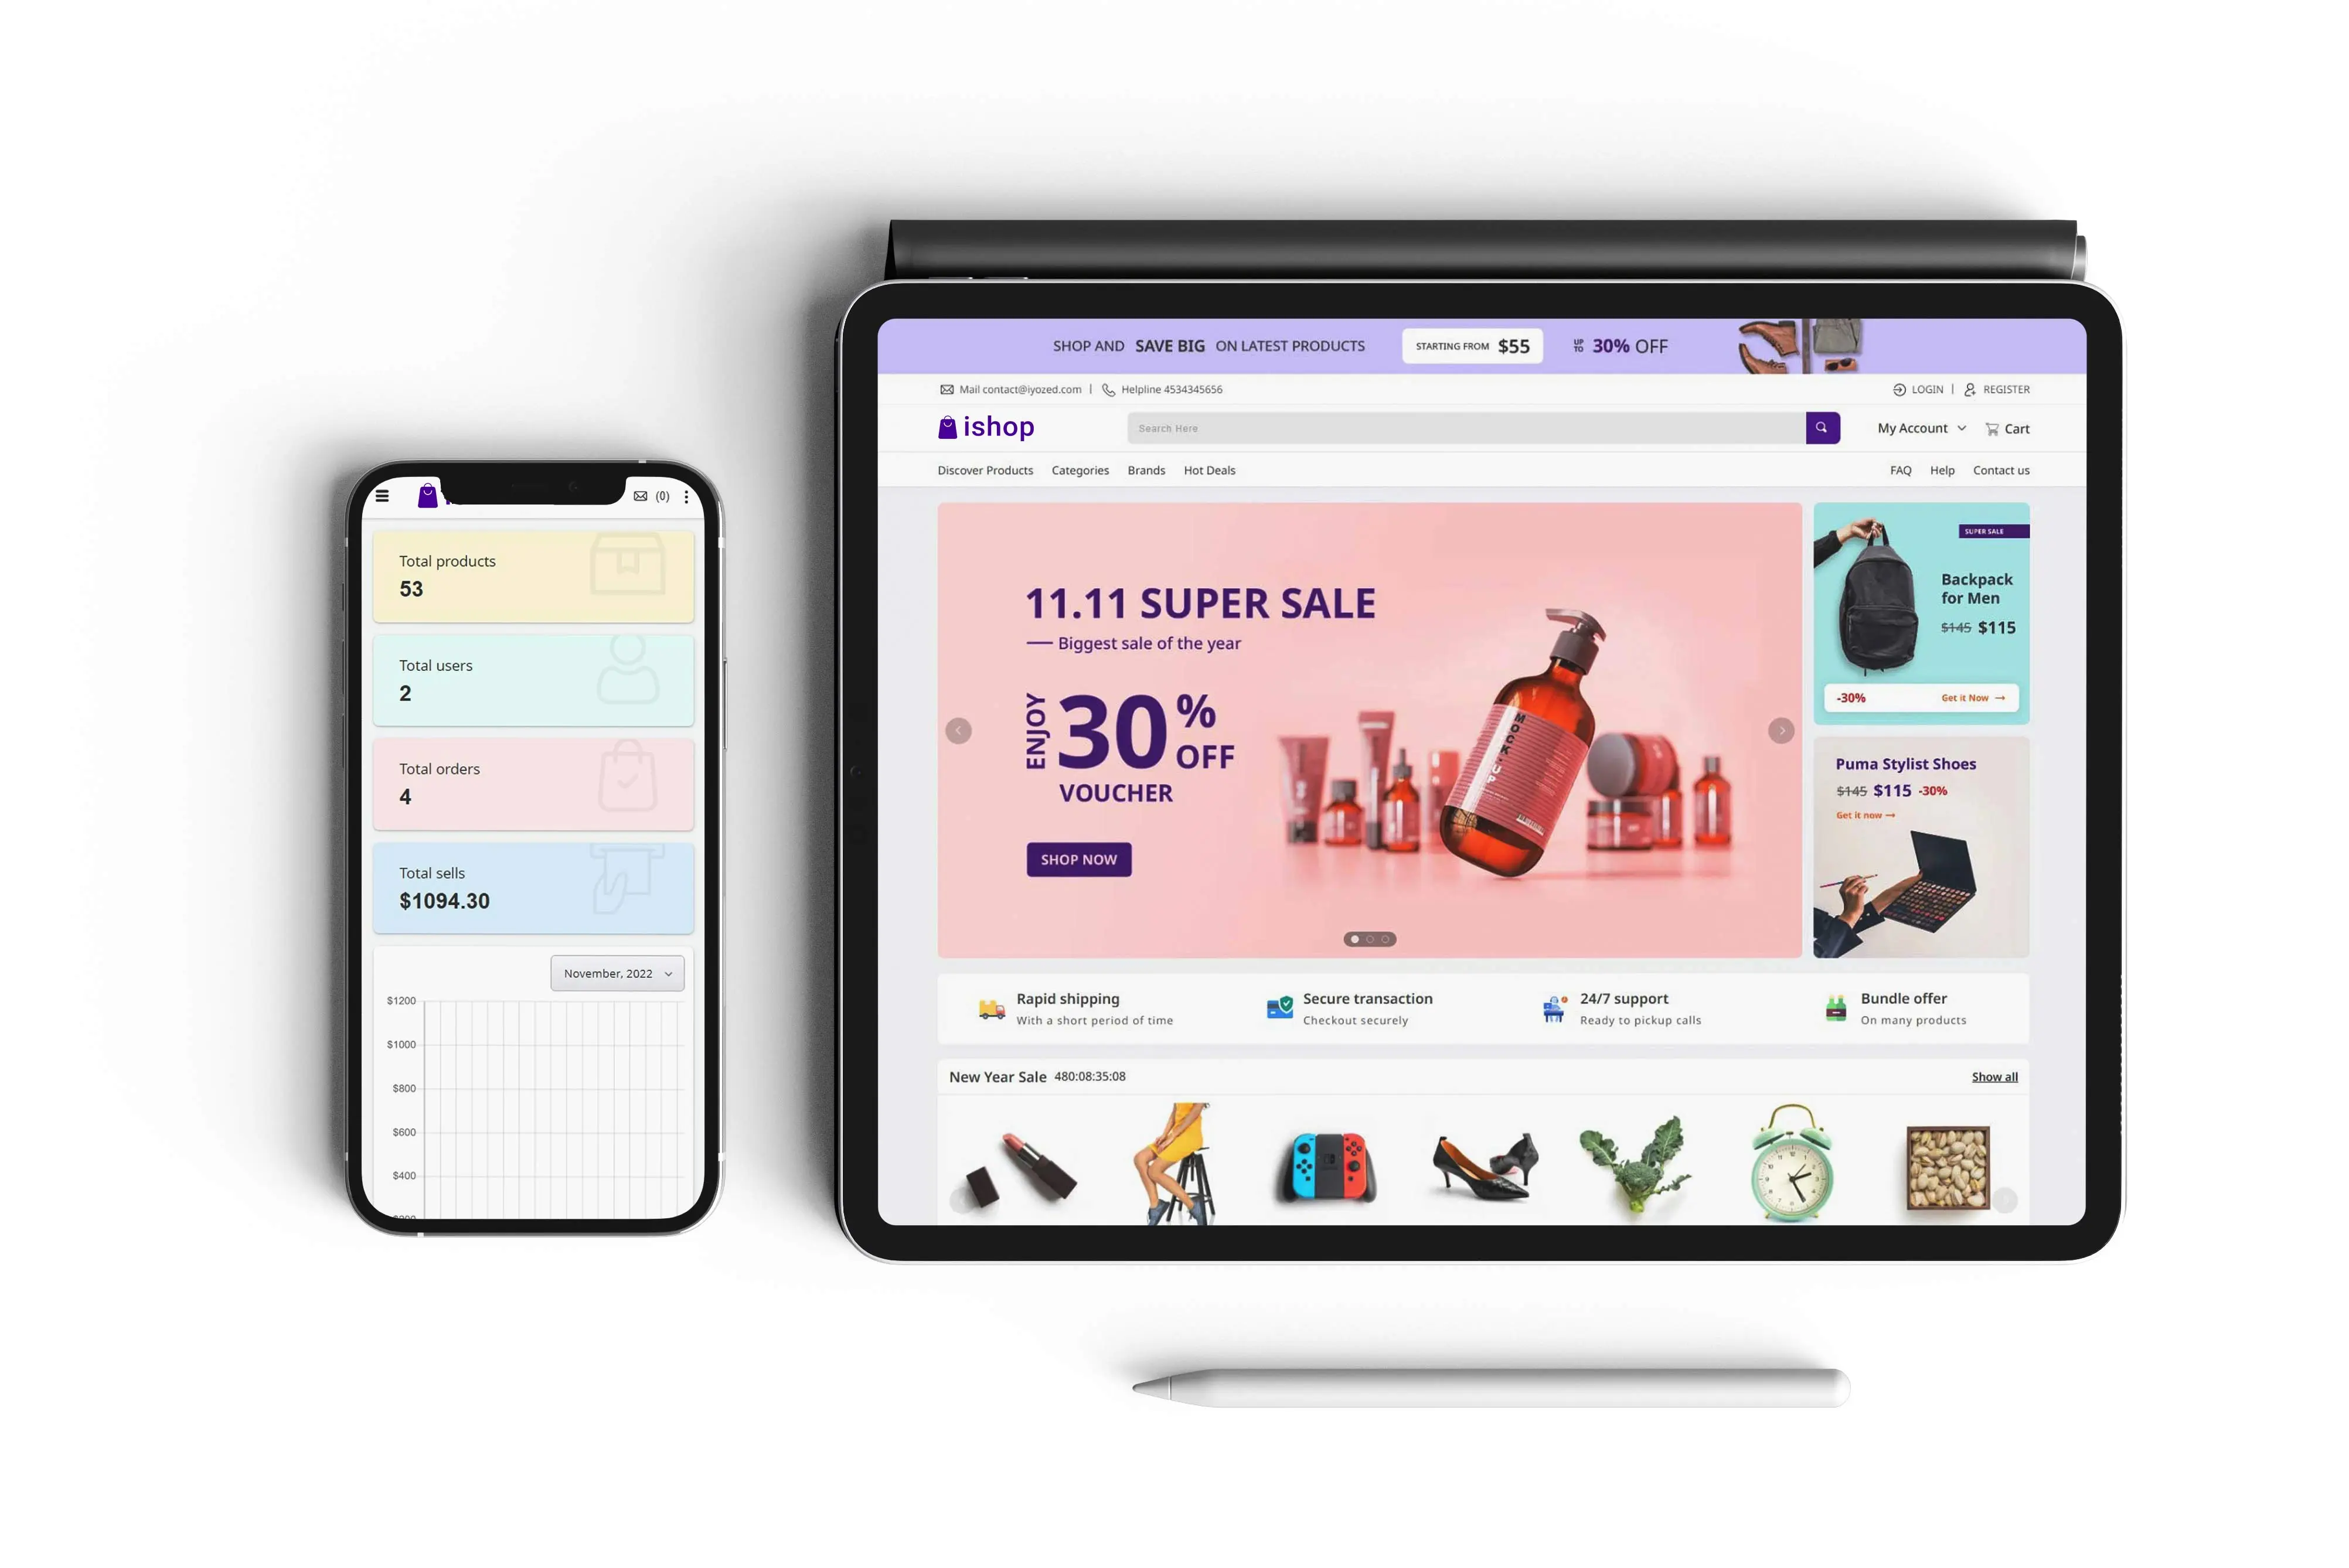 (0)
Total products
53
Total users
2
Total orders
4
Total sells
$1094.30
November, 2022
$1200
$1000
$800
$600
$400
SHOP AND SAVE BIG ON LATEST PRODUCTS
STARTING FROM $55
UP TO 30% OFF
Mail contact@iyozed.com | Helpline 4534345656
LOGIN | REGISTER
ishop
Search Here
My Account
Cart
Discover Products Categories Brands Hot Deals
FAQ Help Contact us
11.11 SUPER SALE
Biggest sale of the year
ENJOY 30% OFF
VOUCHER
SHOP NOW
MOCK-UP
SUPER SALE
Backpack
for Men
$145 $115
-30% Get it Now →
Puma Stylist Shoes
$145 $115 -30%
Get it now →
Rapid shipping
With a short period of time
Secure transaction
Checkout securely
24/7 support
Ready to pickup calls
Bundle offer
On many products
New Year Sale 480:08:35:08
Show all